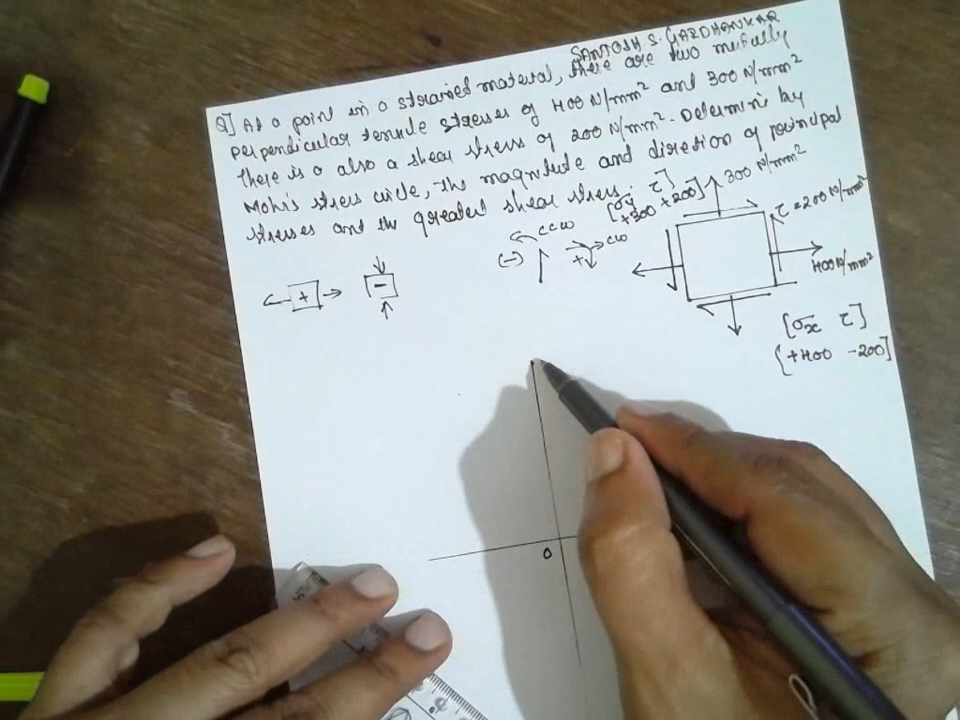 SANTOSH S. GARDHANKAR
Q] At a point in a strained material, there are two mutually
perpendicular tensile stresses of 400 N/mm² and 300 N/mm²
there is a also a shear stress of 200 N/mm². Determine by
Mohr's stress circle, the magnitude and direction of principal
stresses and the greatest shear stress.
[σy τ]
+300 +200]
300 N/mm²
τ = 200 N/mm²
400 N/mm²
[σx τ]
[+400 -200]
ccw
(-)
cw
+
+
-
0